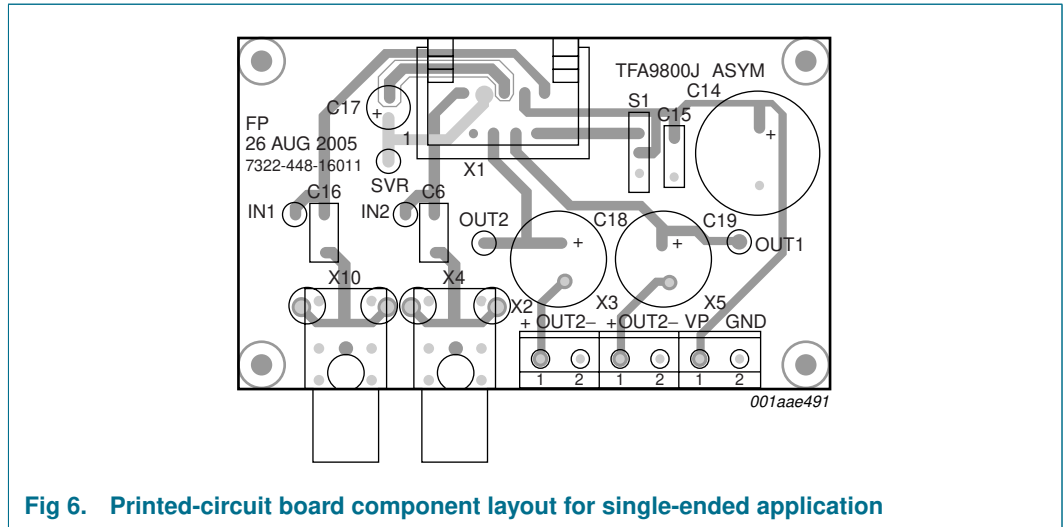 TFA9800J ASYM
C14
S1
C15
+
C17
+
1
FP
26 AUG 2005
7322-448-16011
X1
SVR
C16
C6
IN1
IN2
OUT2
C18
C19
+
+
OUT1
X10
X4
X2
X3
X5
+ OUT2–
+OUT2–
VP GND
1 2 1 2 1 2
001aae491
Fig 6. Printed-circuit board component layout for single-ended application